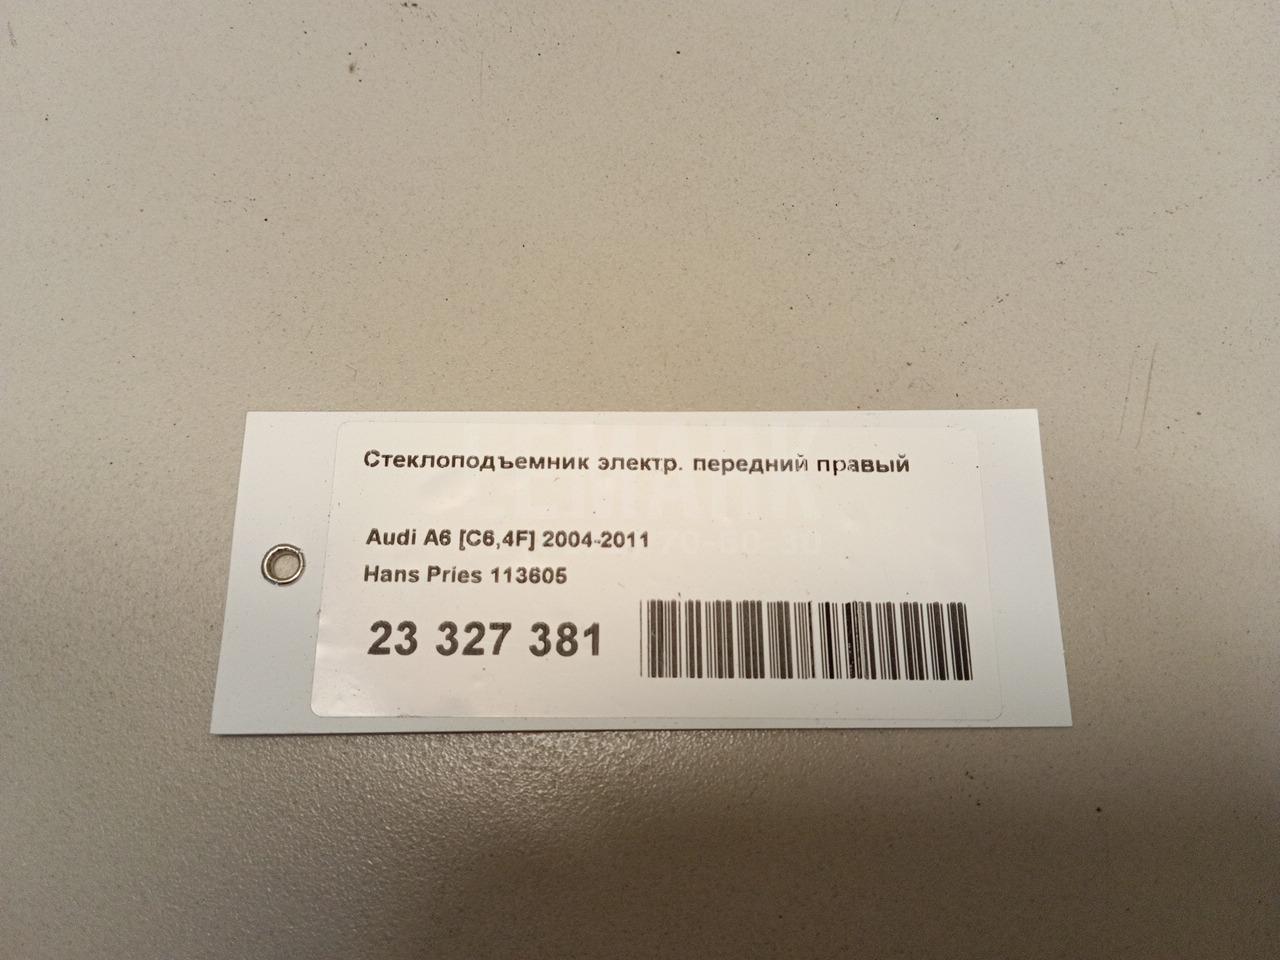 Стеклоподъемник электр. передний правый
Audi A6 [C6,4F] 2004-2011
Hans Pries 113605
23 327 381